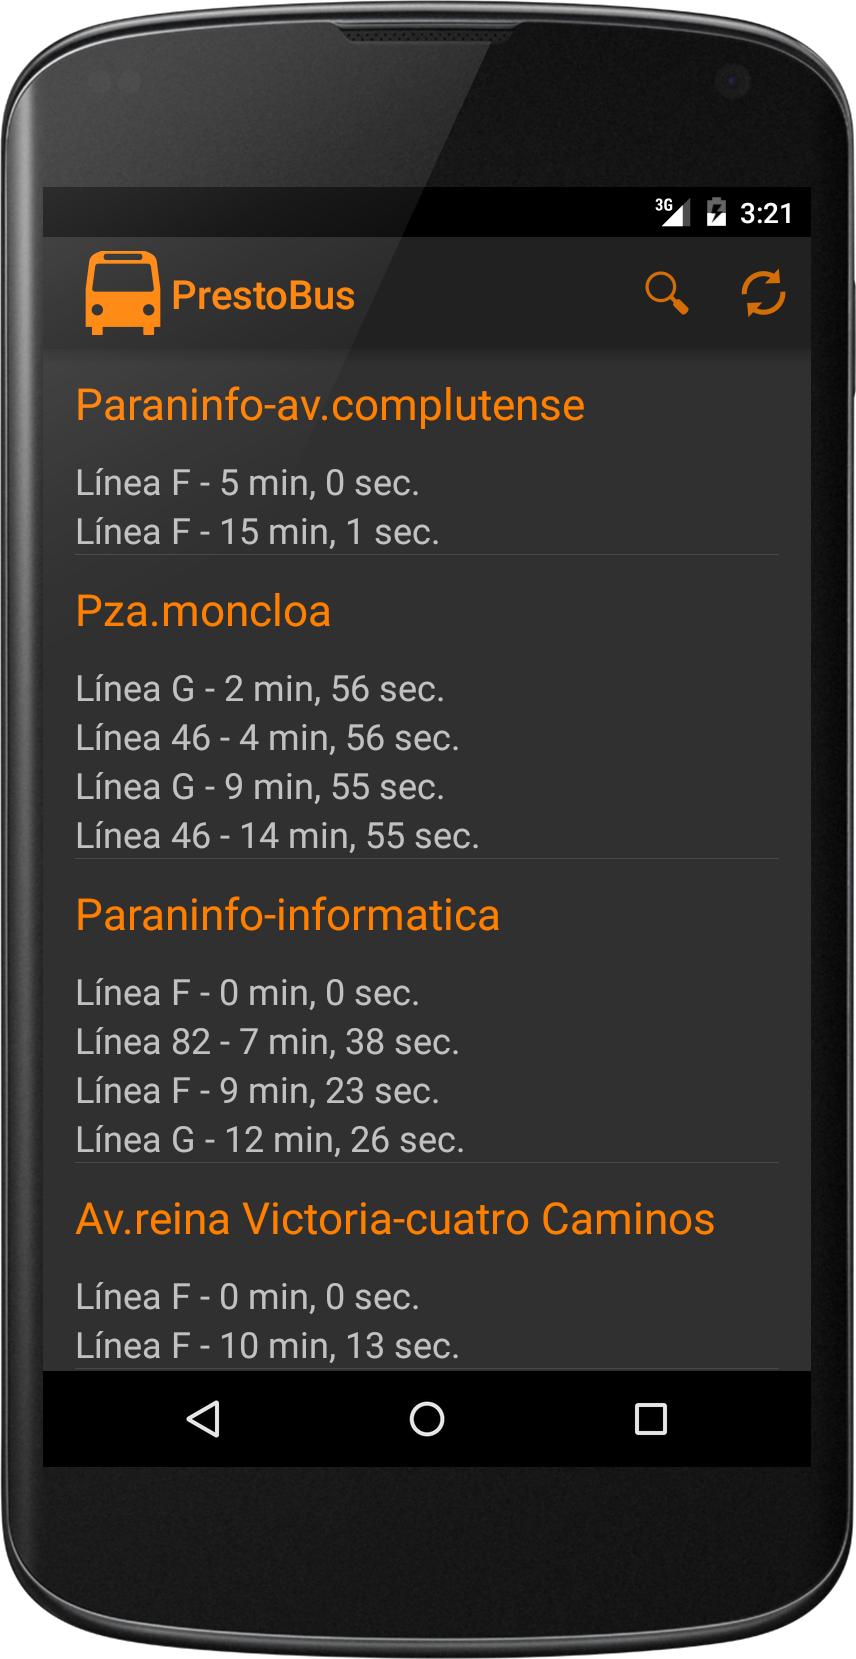 3G 3:21
PrestoBus
Paraninfo-av.complutense
Línea F - 5 min, 0 sec.
Línea F - 15 min, 1 sec.
Pza.moncloa
Línea G - 2 min, 56 sec.
Línea 46 - 4 min, 56 sec.
Línea G - 9 min, 55 sec.
Línea 46 - 14 min, 55 sec.
Paraninfo-informatica
Línea F - 0 min, 0 sec.
Línea 82 - 7 min, 38 sec.
Línea F - 9 min, 23 sec.
Línea G - 12 min, 26 sec.
Av.reina Victoria-cuatro Caminos
Línea F - 0 min, 0 sec.
Línea F - 10 min, 13 sec.